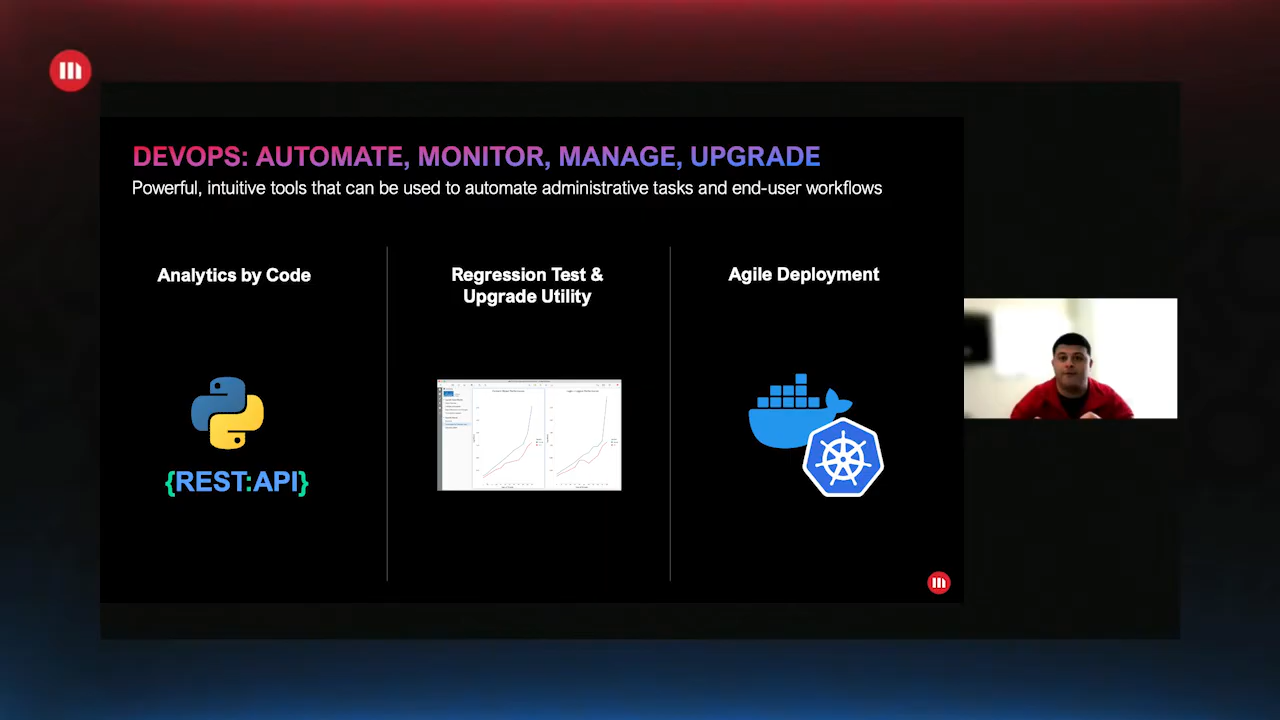 DEVOPS: AUTOMATE, MONITOR, MANAGE, UPGRADE
Powerful, intuitive tools that can be used to automate administrative tasks and end-user workflows
Analytics by Code
{REST:API}
Regression Test &
Upgrade Utility
Agile Deployment